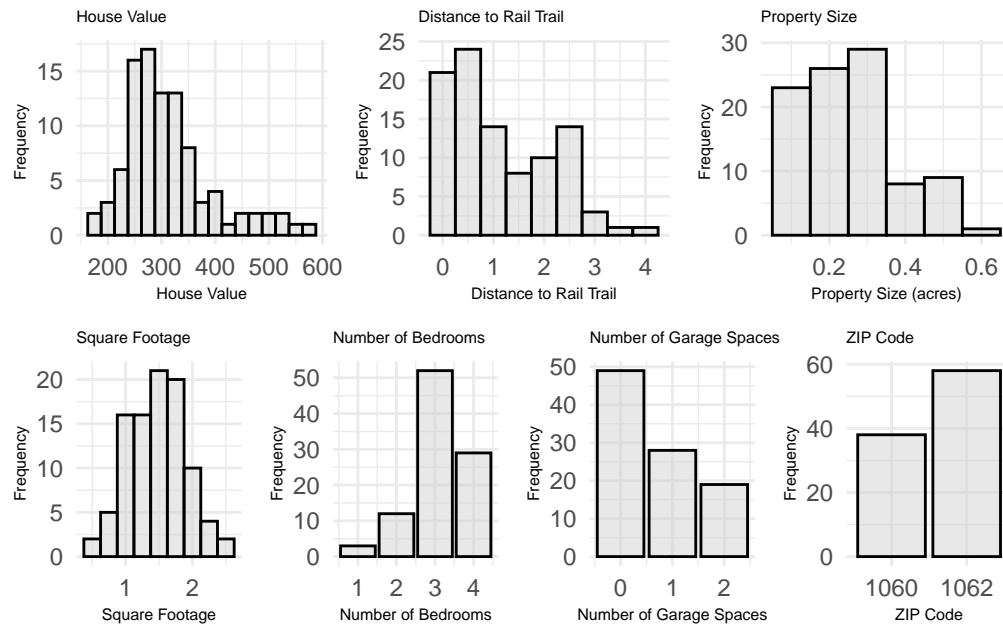 House Value
Distance to Rail Trail
Property Size
Frequency
15
10
5
0
200 300 400 500 600
House Value
Frequency
25
20
15
10
5
0
0 1 2 3 4
Distance to Rail Trail
Frequency
30
20
10
0
0.2 0.4 0.6
Property Size (acres)
Square Footage
Number of Bedrooms
Number of Garage Spaces
ZIP Code
Frequency
20
15
10
5
0
1 2
Square Footage
Frequency
50
40
30
20
10
0
1 2 3 4
Number of Bedrooms
Frequency
50
40
30
20
10
0
0 1 2
Number of Garage Spaces
Frequency
60
40
20
0
1060 1062
ZIP Code